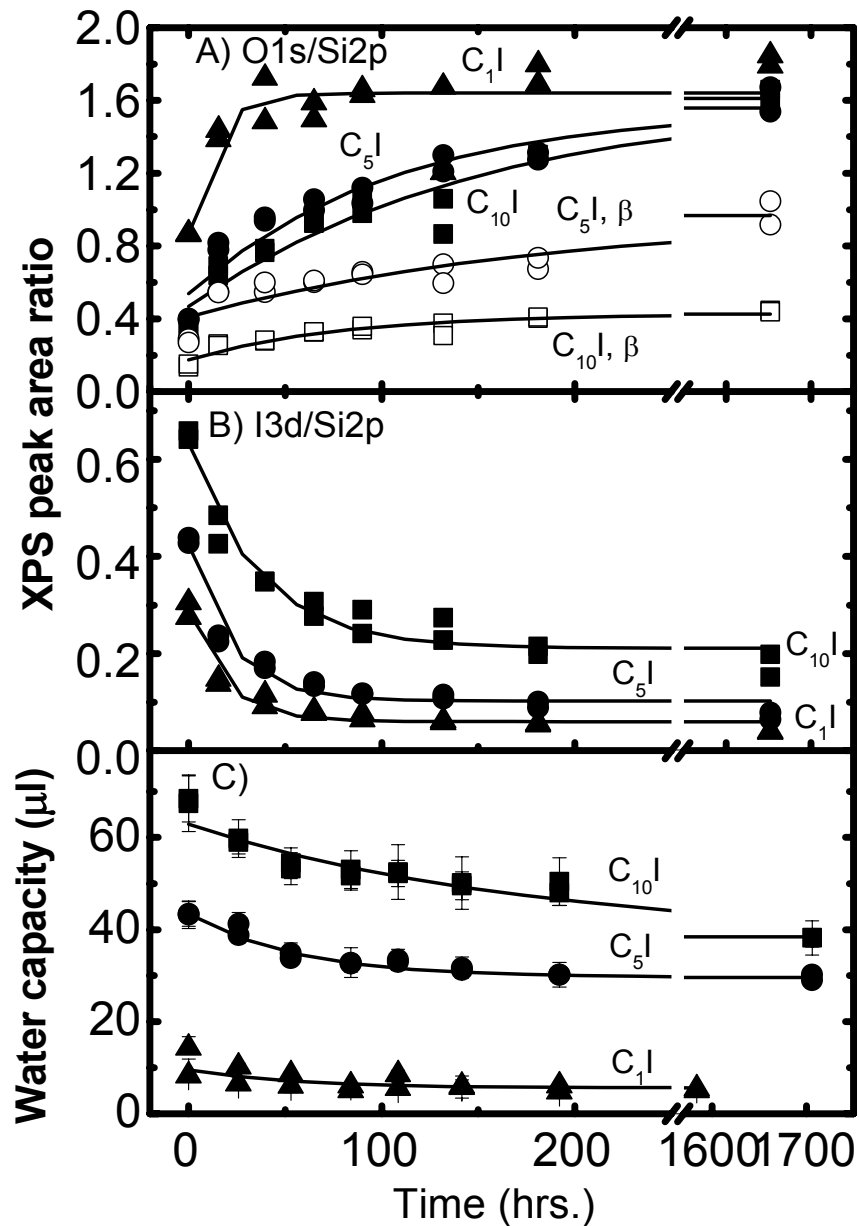 XPS peak area ratio
2.0
1.6
1.2
0.8
0.4
0.0
A) O1s/Si2p
C₁I
C₅I
C₁₀I
C₅I, β
C₁₀I, β
0.6
0.4
0.2
0.0
B) I3d/Si2p
C₁₀I
C₅I
C₁I
Water capacity (μl)
60
40
20
0
C)
C₁₀I
C₅I
C₁I
0 100 200 1600 1700
Time (hrs.)